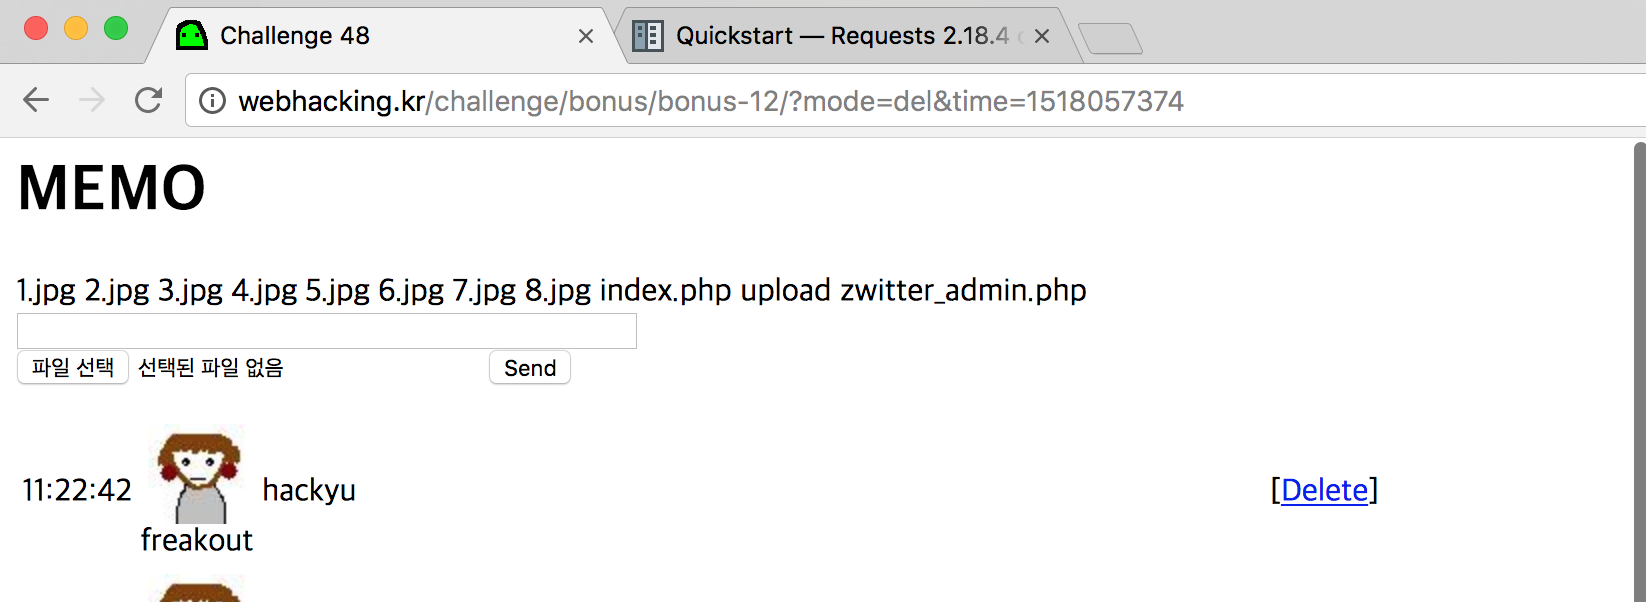 Challenge 48
Quickstart — Requests 2.18.4
webhacking.kr/challenge/bonus/bonus-12/?mode=del&time=1518057374
MEMO
1.jpg 2.jpg 3.jpg 4.jpg 5.jpg 6.jpg 7.jpg 8.jpg index.php upload zwitter_admin.php
파일 선택 선택된 파일 없음 Send
11:22:42 hackyu [Delete]
freakout